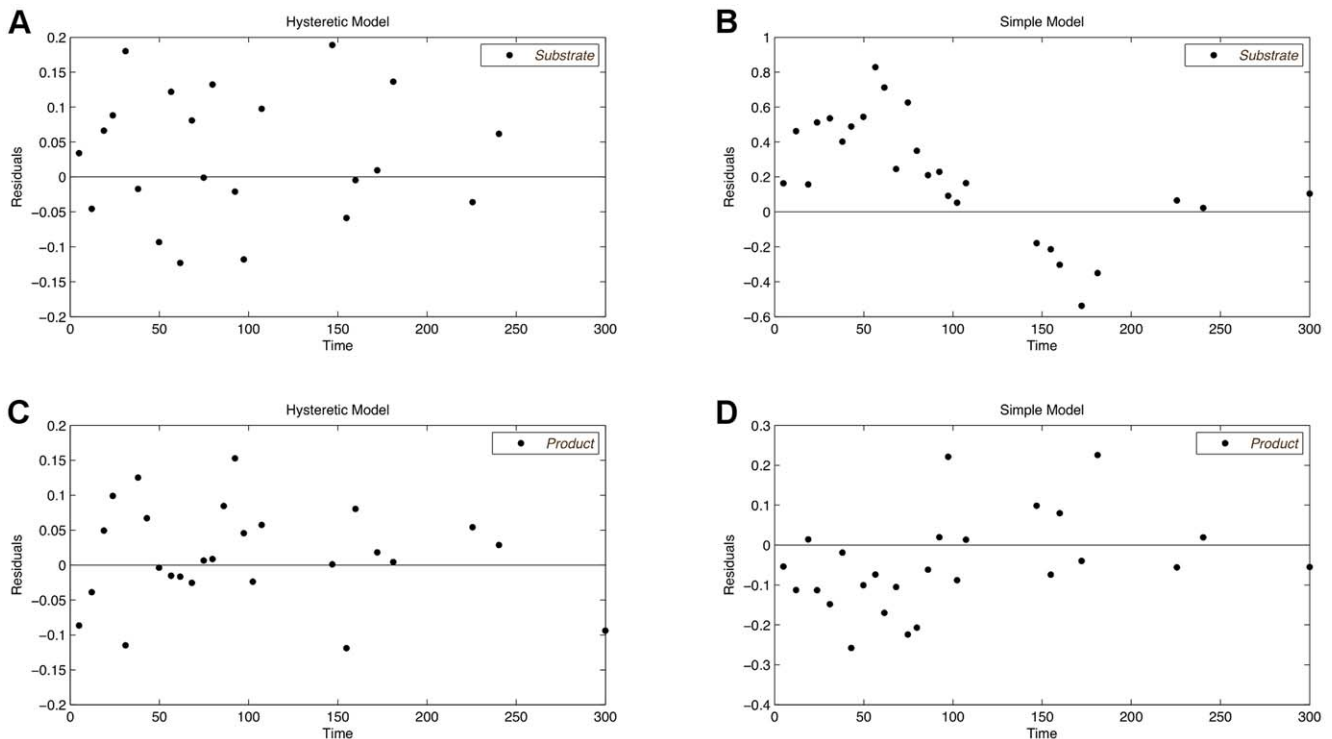 A
Hysteretic Model
Substrate
0.2
0.15
0.1
0.05
0
−0.05
−0.1
−0.15
−0.2
Residuals
0 50 100 150 200 250 300
Time
B
Simple Model
Substrate
1
0.8
0.6
0.4
0.2
0
−0.2
−0.4
−0.6
Residuals
0 50 100 150 200 250 300
Time
C
Hysteretic Model
Product
0.2
0.15
0.1
0.05
0
−0.05
−0.1
−0.15
−0.2
Residuals
0 50 100 150 200 250 300
Time
D
Simple Model
Product
0.3
0.2
0.1
0
−0.1
−0.2
−0.3
−0.4
Residuals
0 50 100 150 200 250 300
Time